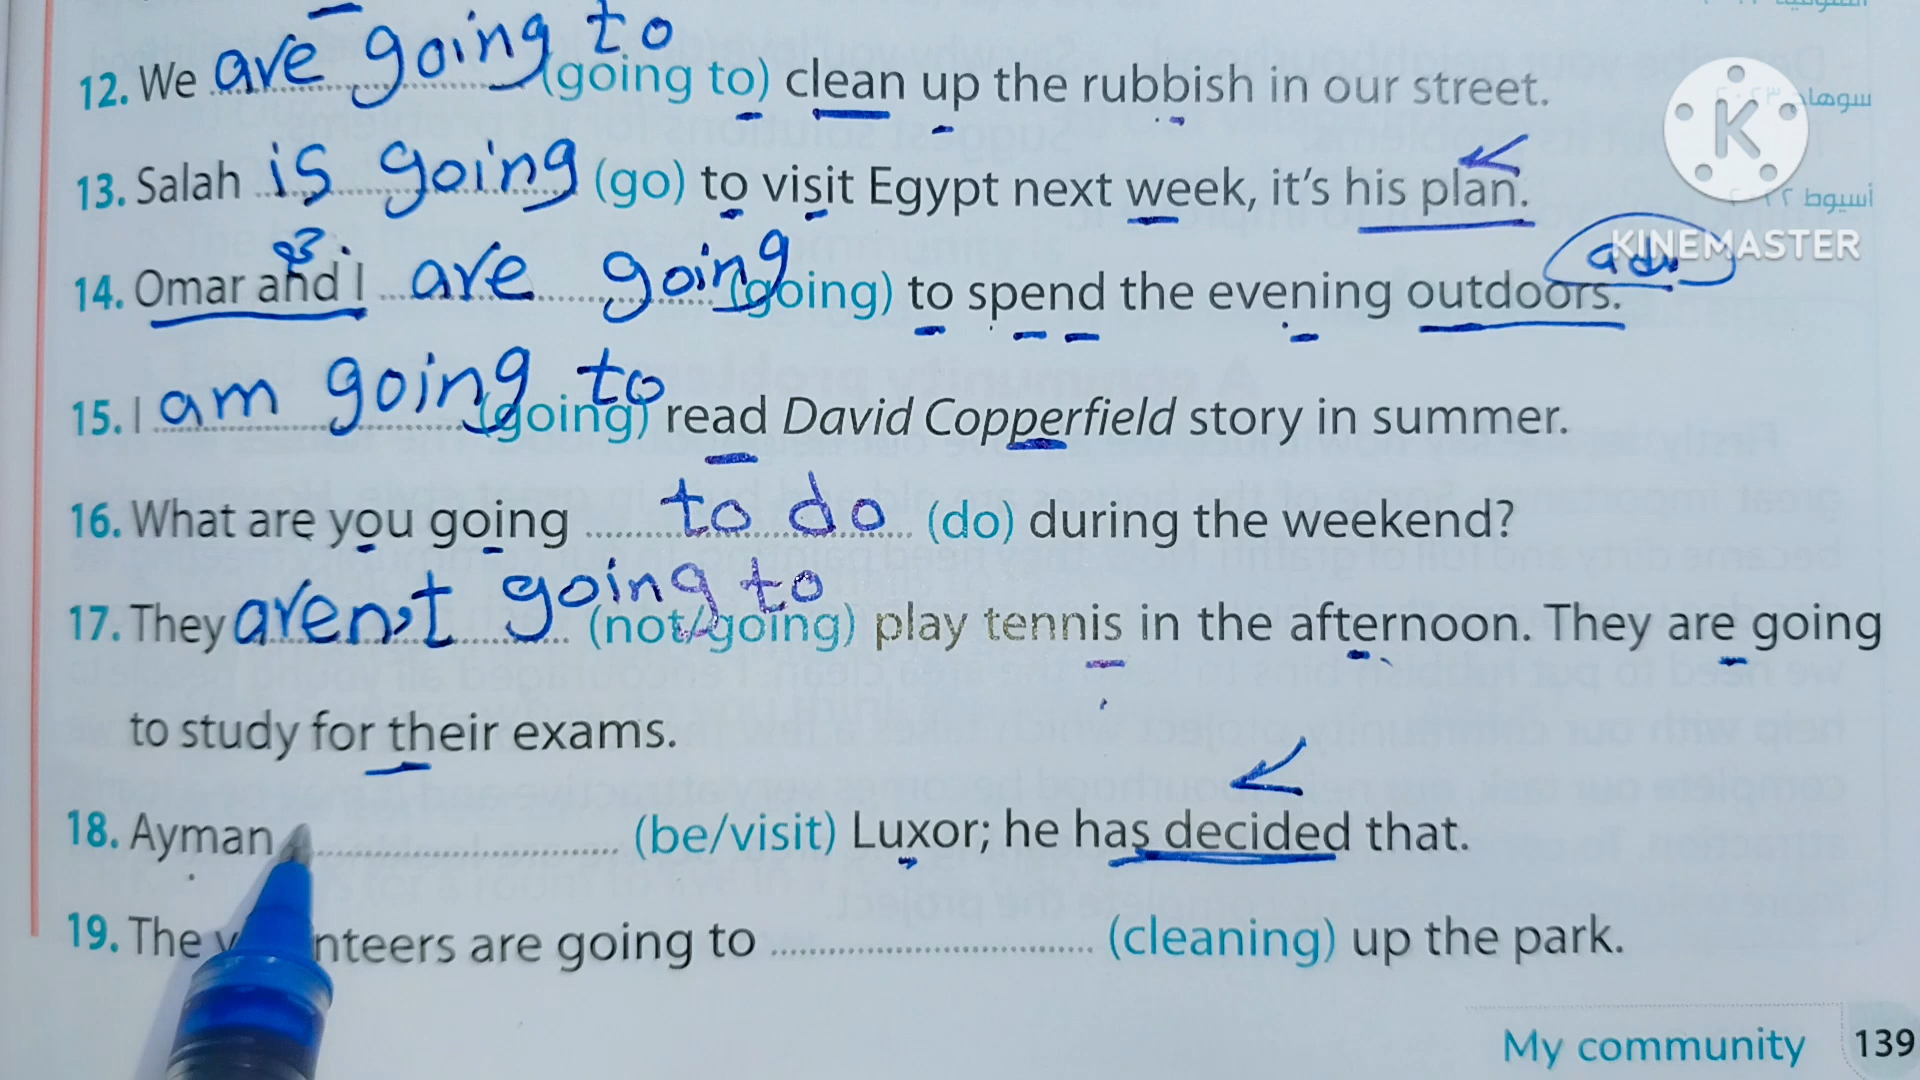 12. We are going to (going to) clean up the rubbish in our street.
سوهاج ٢٠٢٣
13. Salah is going (go) to visit Egypt next week, it's his plan.
أسيوط
K
KINEMASTER
14. Omar and I are going (going) to spend the evening outdoors.
adv
15. I am going to (going) read David Copperfield story in summer.
16. What are you going to do (do) during the weekend?
17. They aren't going to (not/going) play tennis in the afternoon. They are going
to study for their exams.
18. Ayman (be/visit) Luxor; he has decided that.
19. The nteers are going to (cleaning) up the park.
My community 139